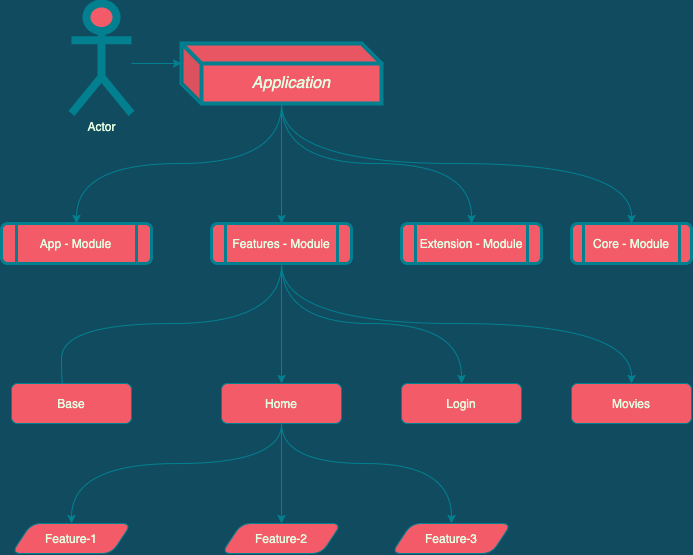 Application
Actor
App - Module
Features - Module
Extension - Module
Core - Module
Base
Home
Login
Movies
Feature-1
Feature-2
Feature-3